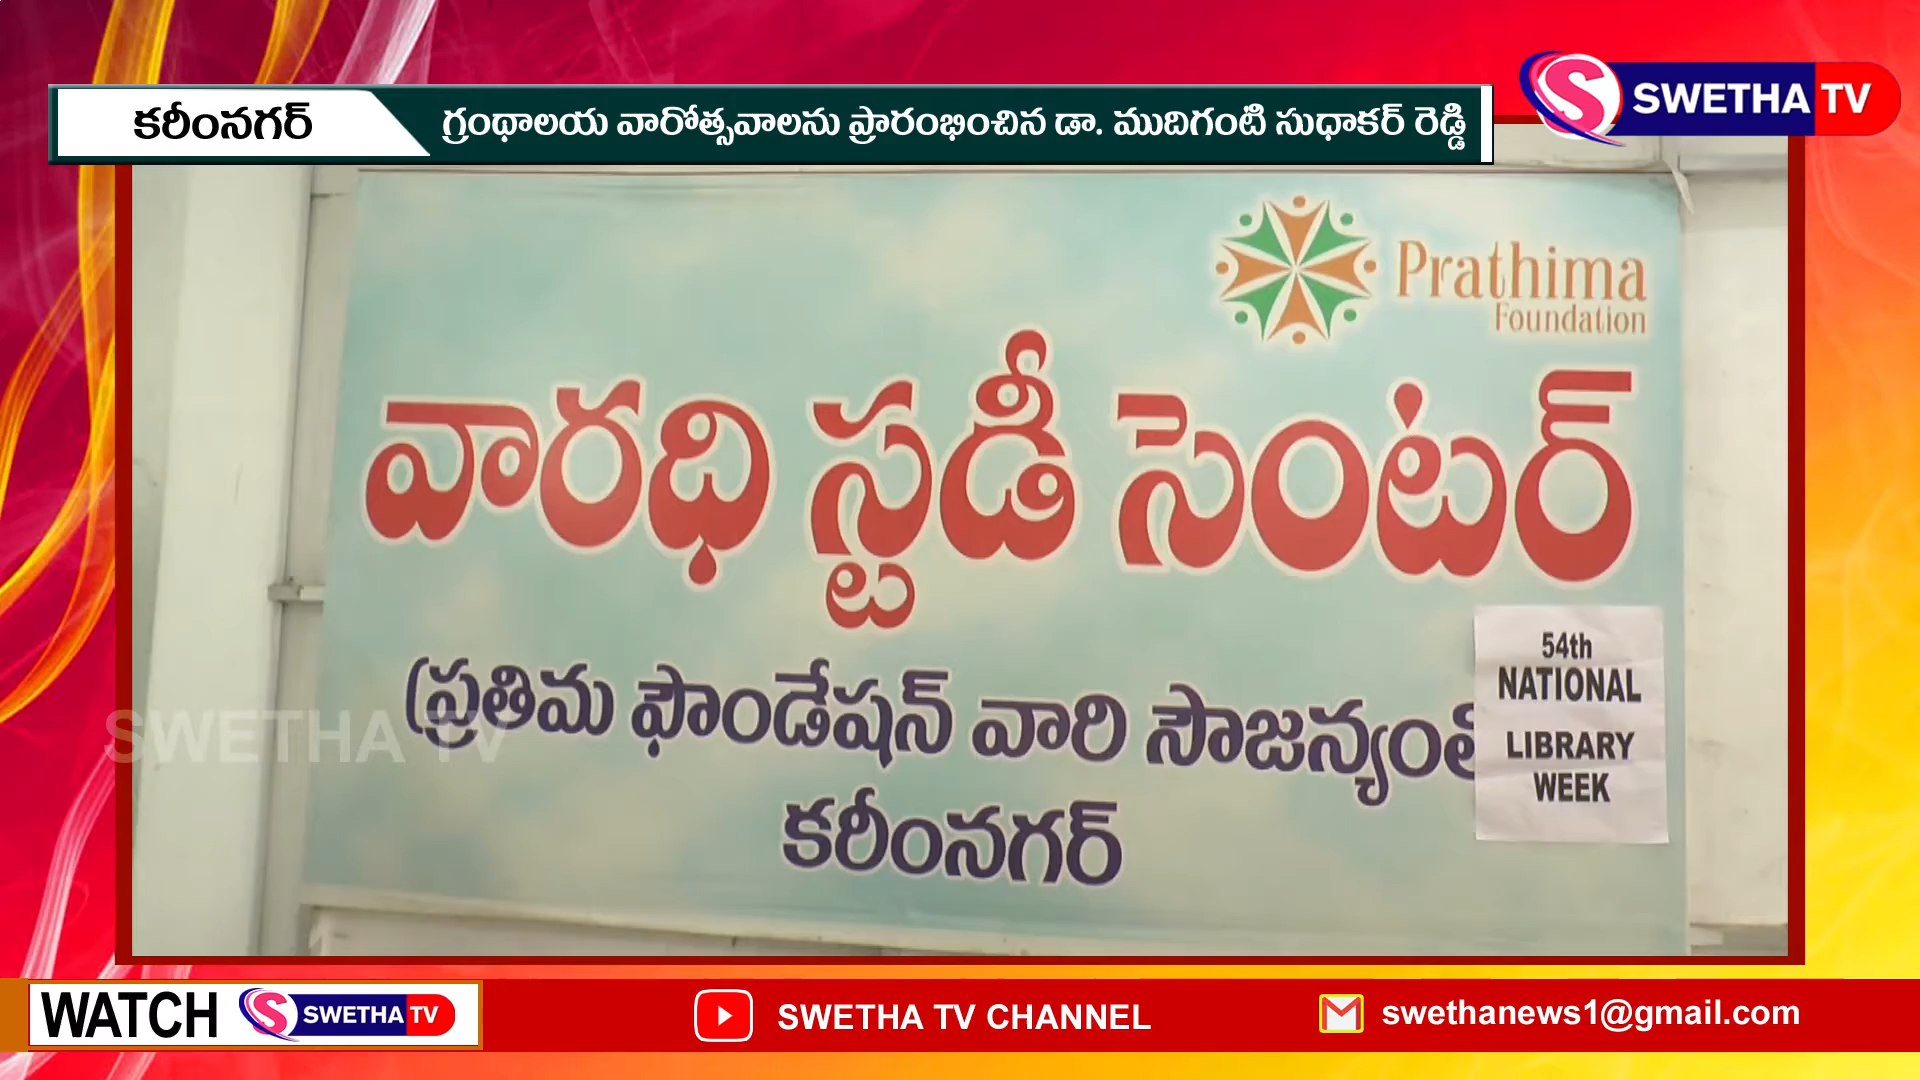 కరీంనగర్
గ్రంథాలయ వారోత్సవాలను ప్రారంభించిన డా. ముదిగంటి సుధాకర్ రెడ్డి
S SWETHA TV
Prathima
Foundation
వారధి స్టడీ సెంటర్
(ప్రతిమ ఫౌండేషన్ వారి సౌజన్యంతో
కరీంనగర్
54th
NATIONAL
LIBRARY
WEEK
SWETHA TV
WATCH S SWETHA TV
SWETHA TV CHANNEL
swethanews1@gmail.com